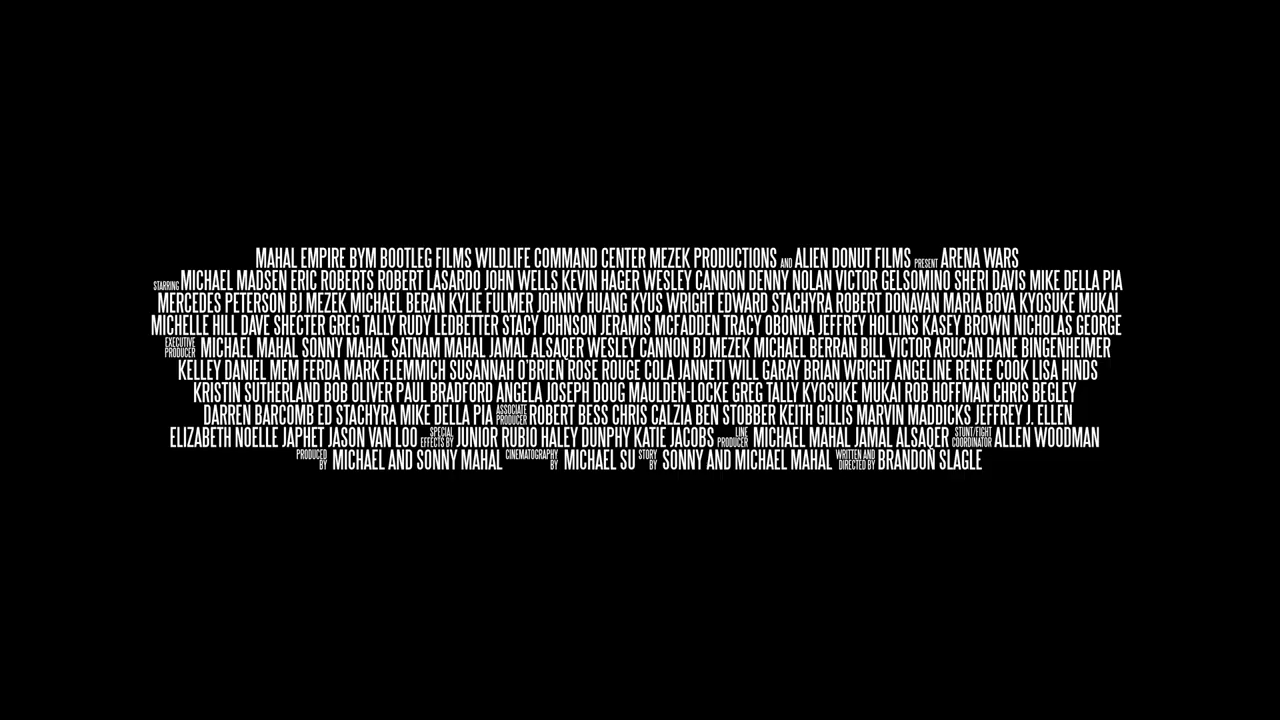 MAHAL EMPIRE BYM BOOTLEG FILMS WILDLIFE COMMAND CENTER MEZEK PRODUCTIONS AND ALIEN DONUT FILMS PRESENT ARENA WARS
STARRING MICHAEL MADSEN ERIC ROBERTS ROBERT LASARDO JOHN WELLS KEVIN HAGER WESLEY CANNON DENNY NOLAN VICTOR GELSOMINO SHERI DAVIS MIKE DELLA PIA
MERCEDES PETERSON BJ MEZEK MICHAEL BERAN KYLIE FULMER JOHNNY HUANG KYUS WRIGHT EDWARD STACHYRA ROBERT DONAVAN MARIA BOVA KYOSUKE MUKAI
MICHELLE HILL DAVE SHECTER GREG TALLY RUDY LEDBETTER STACY JOHNSON JERAMIS MCFADDEN TRACY OBONNA JEFFREY HOLLINS KASEY BROWN NICHOLAS GEORGE
EXECUTIVE PRODUCER MICHAEL MAHAL SONNY MAHAL SATNAM MAHAL JAMAL ALSAQER WESLEY CANNON BJ MEZEK MICHAEL BERRAN BILL VICTOR ARUCAN DANE BINGENHEIMER
KELLEY DANIEL MEM FERDA MARK FLEMMICH SUSANNAH O'BRIEN ROSE ROUGE COLA JANNETI WILL GARAY BRIAN WRIGHT ANGELINE RENEE COOK LISA HINDS
KRISTIN SUTHERLAND BOB OLIVER PAUL BRADFORD ANGELA JOSEPH DOUG MAULDEN-LOCKE GREG TALLY KYOSUKE MUKAI ROB HOFFMAN CHRIS BEGLEY
DARREN BARCOMB ED STACHYRA MIKE DELLA PIA ASSOCIATE PRODUCER ROBERT BESS CHRIS CALZIA BEN STOBBER KEITH GILLIS MARVIN MADDICKS JEFFREY J. ELLEN
ELIZABETH NOELLE JAPHET JASON VAN LOO SPECIAL EFFECTS BY JUNIOR RUBIO HALEY DUNPHY KATIE JACOBS LINE PRODUCER MICHAEL MAHAL JAMAL ALSAQER STUNT/FIGHT COORDINATOR ALLEN WOODMAN
PRODUCED BY MICHAEL AND SONNY MAHAL CINEMATOGRAPHY BY MICHAEL SU STORY BY SONNY AND MICHAEL MAHAL WRITTEN AND DIRECTED BY BRANDON SLAGLE